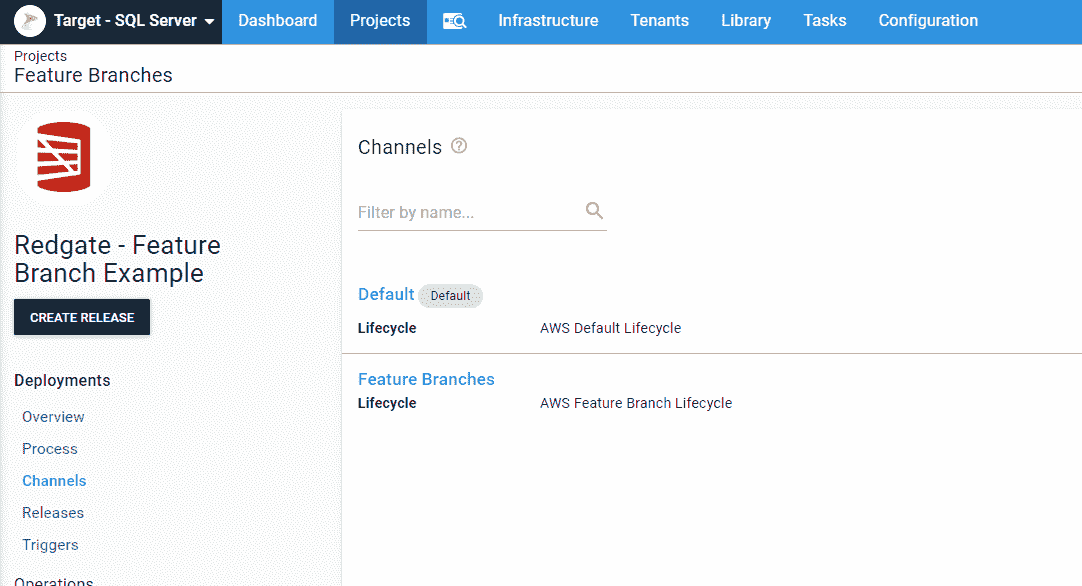 Target - SQL Server
Dashboard
Projects
Infrastructure
Tenants
Library
Tasks
Configuration
Projects
Feature Branches
Redgate - Feature
Branch Example
CREATE RELEASE
Deployments
Overview
Process
Channels
Releases
Triggers
Operations
Channels ?
Filter by name...
Default Default
Lifecycle AWS Default Lifecycle
Feature Branches
Lifecycle AWS Feature Branch Lifecycle